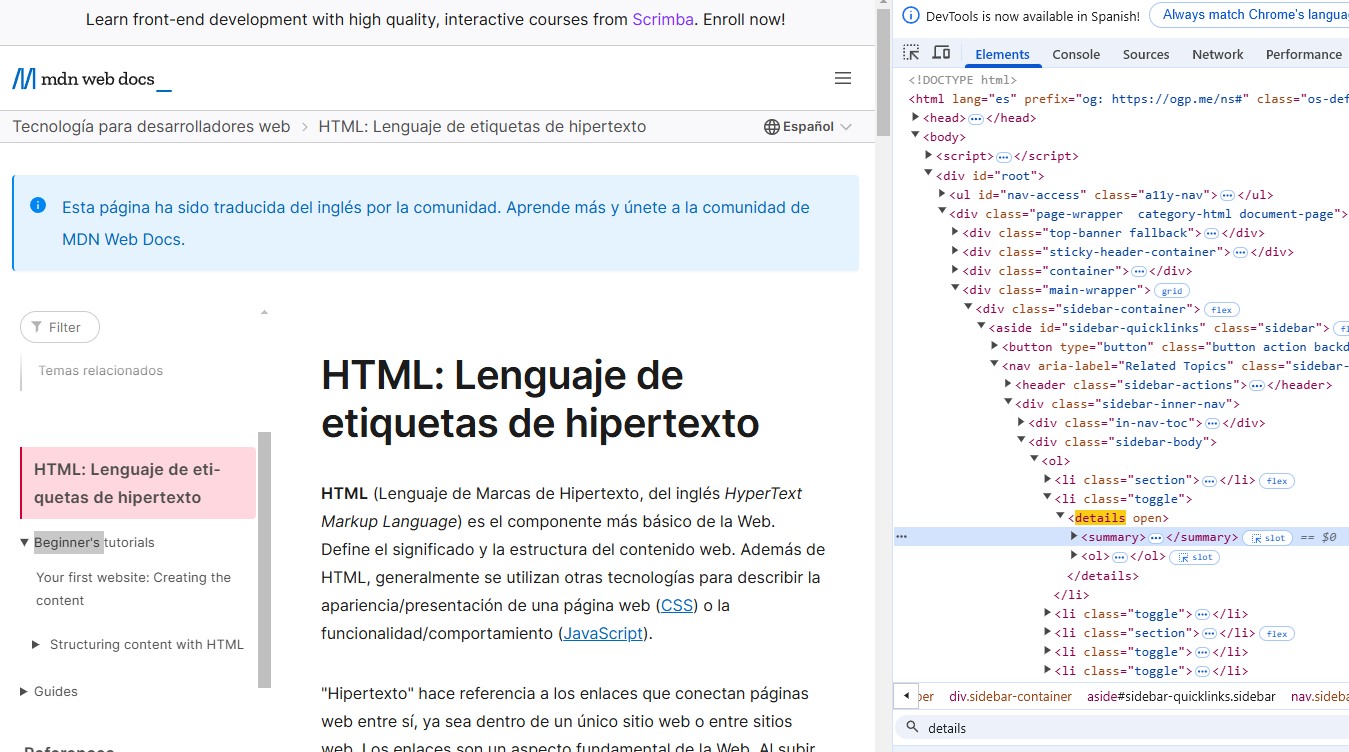 Learn front-end development with high quality, interactive courses from Scrimba. Enroll now!
mdn web docs
Tecnología para desarrolladores web
HTML: Lenguaje de etiquetas de hipertexto
Español
Esta página ha sido traducida del inglés por la comunidad. Aprende más y únete a la comunidad de
MDN Web Docs.
Filter
Temas relacionados
HTML: Lenguaje de eti-
quetas de hipertexto
Beginner's tutorials
Your first website: Creating the
content
Structuring content with HTML
Guides
References
HTML: Lenguaje de
etiquetas de hipertexto
HTML (Lenguaje de Marcas de Hipertexto, del inglés HyperText
Markup Language) es el componente más básico de la Web.
Define el significado y la estructura del contenido web. Además de
HTML, generalmente se utilizan otras tecnologías para describir la
apariencia/presentación de una página web (CSS) o la
funcionalidad/comportamiento (JavaScript).
"Hipertexto" hace referencia a los enlaces que conectan páginas
web entre sí, ya sea dentro de un único sitio web o entre sitios
web. Los enlaces son un aspecto fundamental de la Web. Al subir
DevTools is now available in Spanish!
Always match Chrome's langua
Elements Console Sources Network Performance
<!DOCTYPE html>
<html lang="es" prefix="og: https://ogp.me/ns#" class="os-def
<head>…</head>
<body>
<script>…</script>
<div id="root">
<ul id="nav-access" class="a11y-nav">…</ul>
<div class="page-wrapper  category-html document-page">
<div class="top-banner fallback">…</div>
<div class="sticky-header-container">…</div>
<div class="container">…</div>
<div class="main-wrapper"> grid
<div class="sidebar-container"> flex
<aside id="sidebar-quicklinks" class="sidebar"> fl
<button type="button" class="button action backd
<nav aria-label="Related Topics" class="sidebar-
<header class="sidebar-actions">…</header>
<div class="sidebar-inner-nav">
<div class="in-nav-toc">…</div>
<div class="sidebar-body">
<ol>
<li class="section">…</li> flex
<li class="toggle">
<details open>
… <summary>…</summary> slot == $0
<ol>…</ol> slot
</details>
</li>
<li class="toggle">…</li>
<li class="section">…</li> flex
<li class="toggle">…</li>
<li class="toggle">…</li>
per div.sidebar-container aside#sidebar-quicklinks.sidebar nav.sideba
details